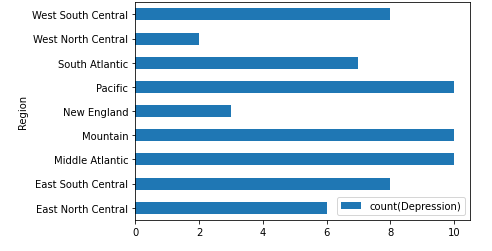 West South Central
West North Central
South Atlantic
Pacific
New England
Mountain
Middle Atlantic
East South Central
East North Central
Region
count(Depression)
0 2 4 6 8 10